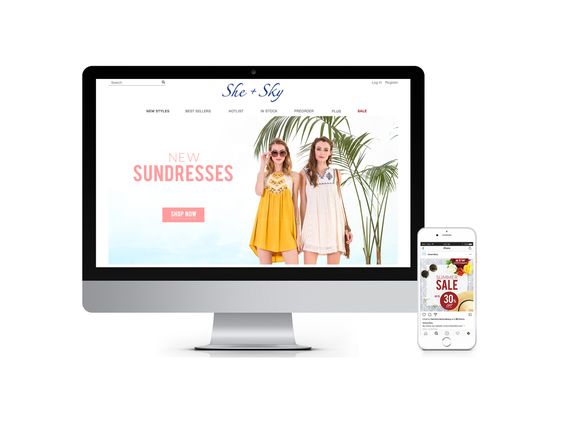 Search
She + Sky
Log in Register
NEW STYLES BEST SELLERS HOTLIST IN STOCK PREORDER PLUS SALE
NEW
SUNDRESSES
SHOP NOW
SUMMER
SALE
30%